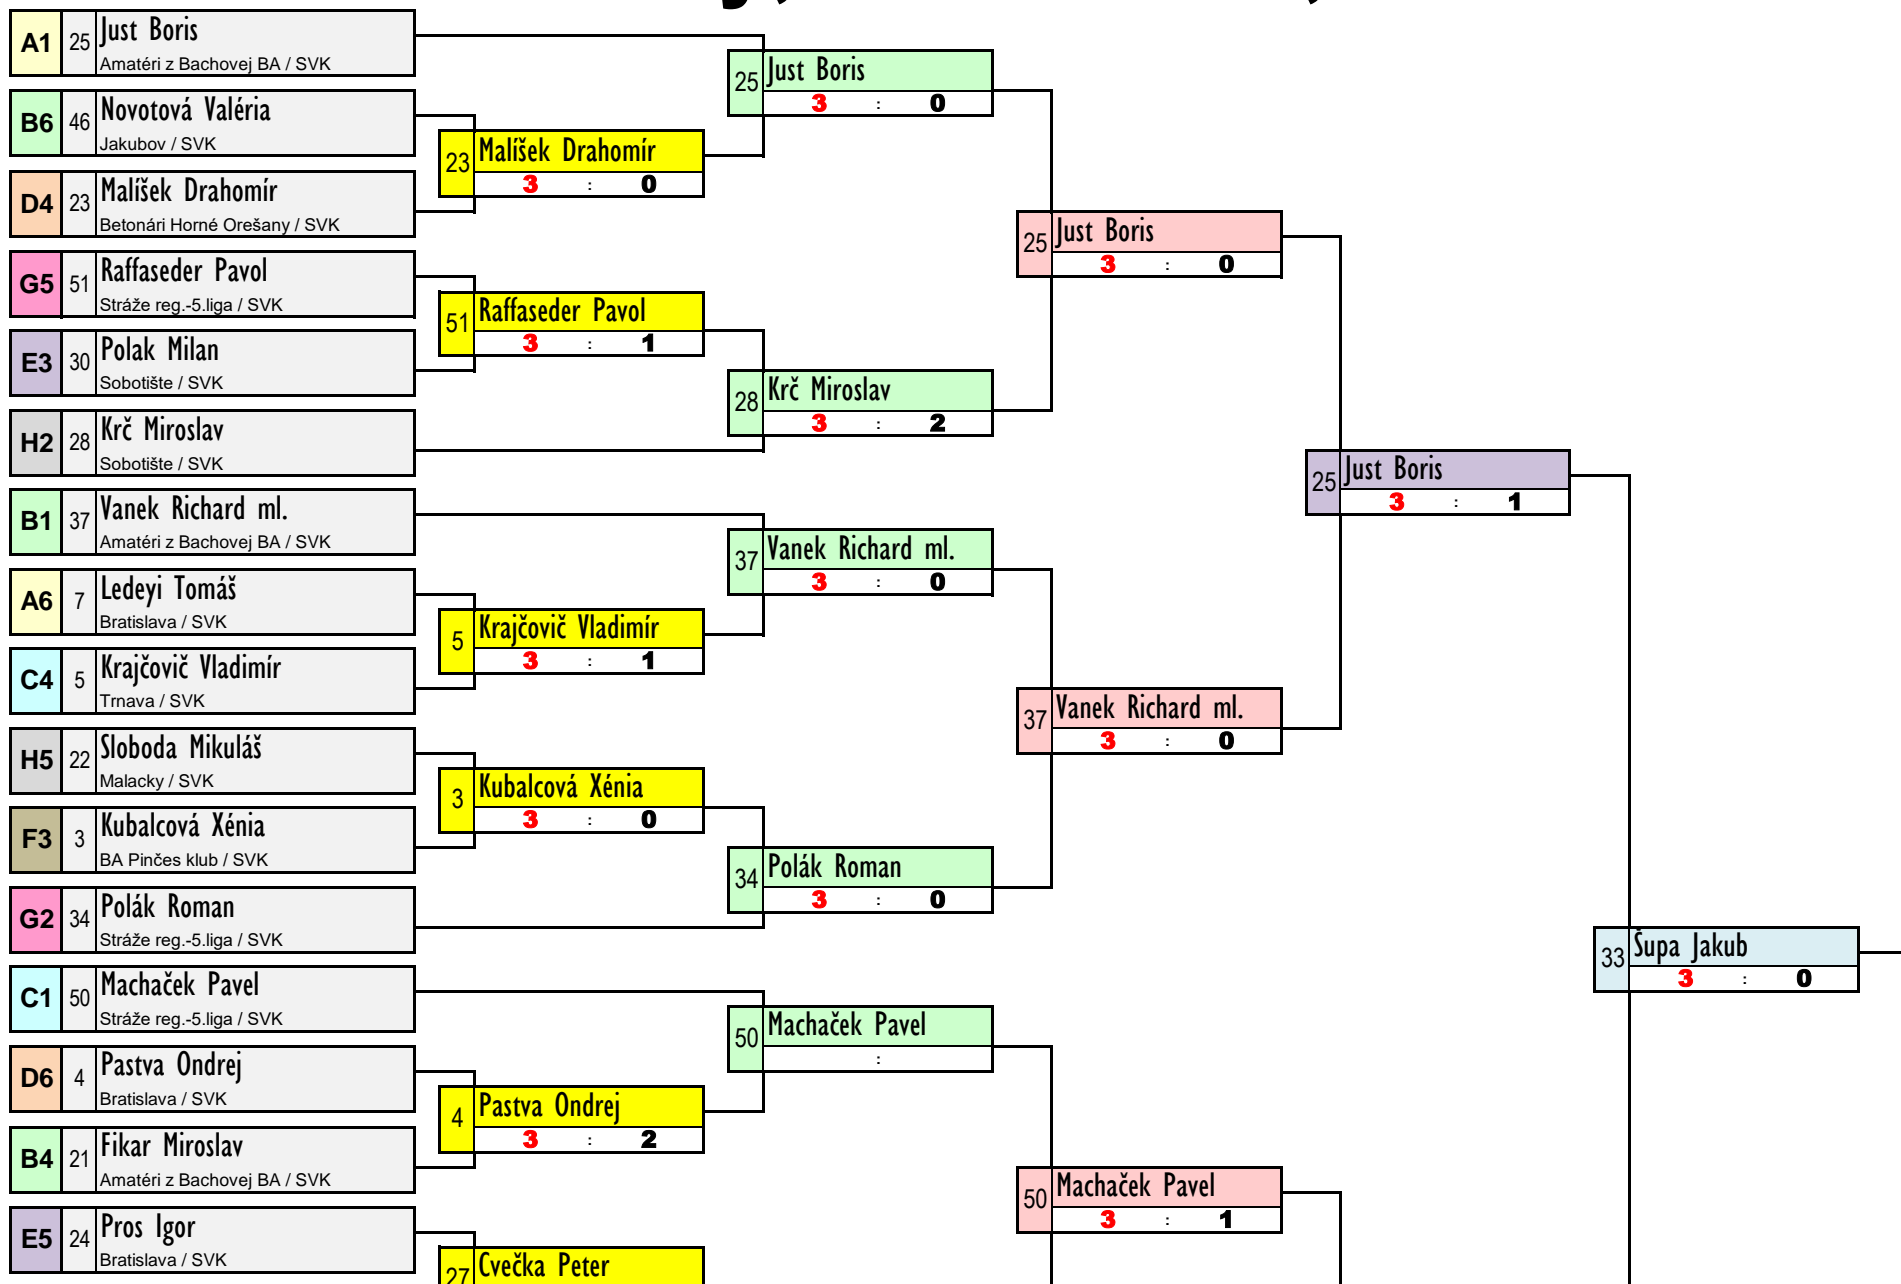 A1 25 Just Boris
Amatéri z Bachovej BA / SVK
B6 46 Novotová Valéria
Jakubov / SVK
D4 23 Malíšek Drahomír
Betonári Horné Orešany / SVK
G5 51 Raffaseder Pavol
Stráže reg.-5.liga / SVK
E3 30 Polak Milan
Sobotište / SVK
H2 28 Krč Miroslav
Sobotište / SVK
B1 37 Vanek Richard ml.
Amatéri z Bachovej BA / SVK
A6 7 Ledeyi Tomáš
Bratislava / SVK
C4 5 Krajčovič Vladimír
Trnava / SVK
H5 22 Sloboda Mikuláš
Malacky / SVK
F3 3 Kubalcová Xénia
BA Pinčes klub / SVK
G2 34 Polák Roman
Stráže reg.-5.liga / SVK
C1 50 Machaček Pavel
Stráže reg.-5.liga / SVK
D6 4 Pastva Ondrej
Bratislava / SVK
B4 21 Fikar Miroslav
Amatéri z Bachovej BA / SVK
E5 24 Pros Igor
Bratislava / SVK
23 Malíšek Drahomír
3 : 0
51 Raffaseder Pavol
3 : 1
5 Krajčovič Vladimír
3 : 1
3 Kubalcová Xénia
3 : 0
4 Pastva Ondrej
3 : 2
27 Cvečka Peter
25 Just Boris
3 : 0
28 Krč Miroslav
3 : 2
37 Vanek Richard ml.
3 : 0
34 Polák Roman
3 : 0
50 Machaček Pavel
:
25 Just Boris
3 : 0
37 Vanek Richard ml.
3 : 0
50 Machaček Pavel
3 : 1
25 Just Boris
3 : 1
33 Šupa Jakub
3 : 0